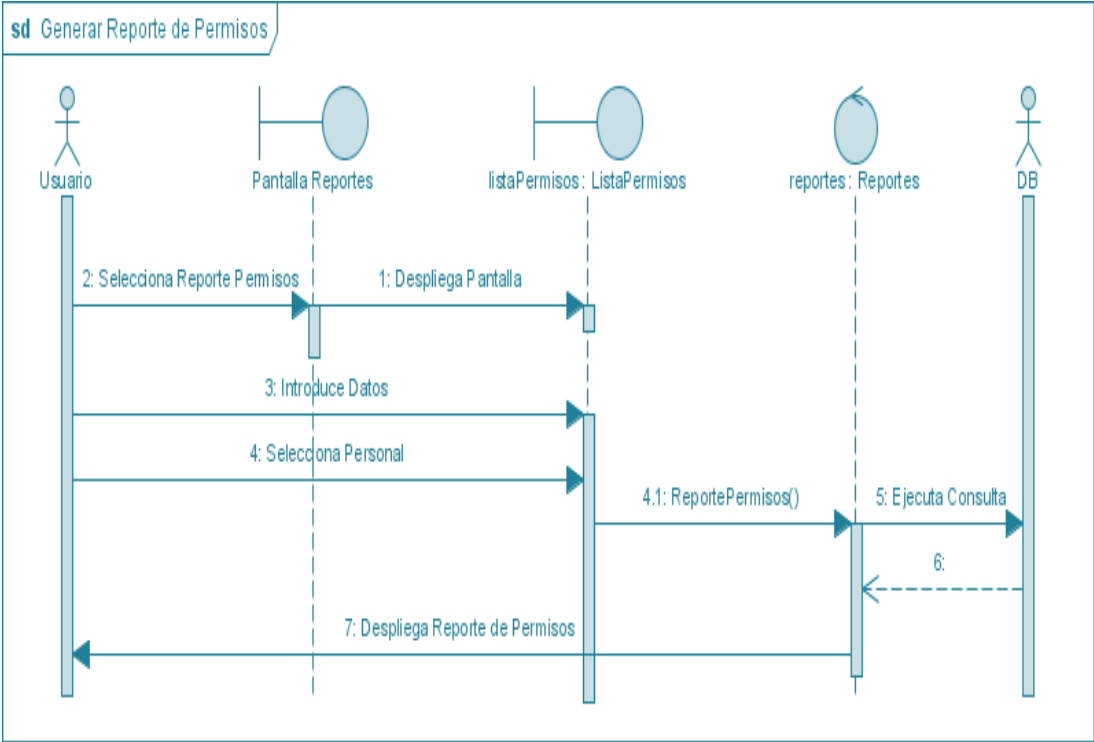 sd Generar Reporte de Permisos
Usuario
Pantalla Reportes
listaPermisos : ListaPermisos
reportes : Reportes
DB
2: Selecciona Reporte Permisos
1: Despliega Pantalla
3: Introduce Datos
4: Selecciona Personal
4.1: ReportePermisos()
5: Ejecuta Consulta
6:
7: Despliega Reporte de Permisos